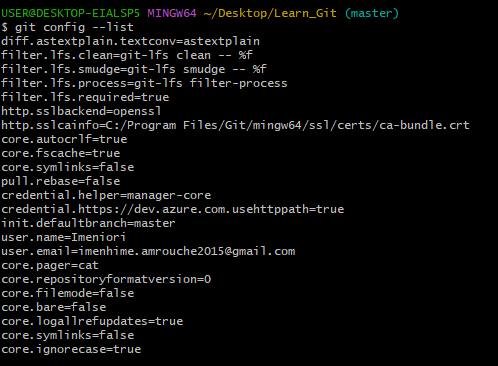 USER@DESKTOP-EIALSP5 MINGW64 ~/Desktop/Learn_Git (master)
$ git config --list
diff.astextplain.textconv=astextplain
filter.lfs.clean=git-lfs clean -- %f
filter.lfs.smudge=git-lfs smudge -- %f
filter.lfs.process=git-lfs filter-process
filter.lfs.required=true
http.sslbackend=openssl
http.sslcainfo=C:/Program Files/Git/mingw64/ssl/certs/ca-bundle.crt
core.autocrlf=true
core.fscache=true
core.symlinks=false
pull.rebase=false
credential.helper=manager-core
credential.https://dev.azure.com.usehttppath=true
init.defaultbranch=master
user.name=Imeniori
user.email=imenhime.amrouche2015@gmail.com
core.pager=cat
core.repositoryformatversion=0
core.filemode=false
core.bare=false
core.logallrefupdates=true
core.symlinks=false
core.ignorecase=true